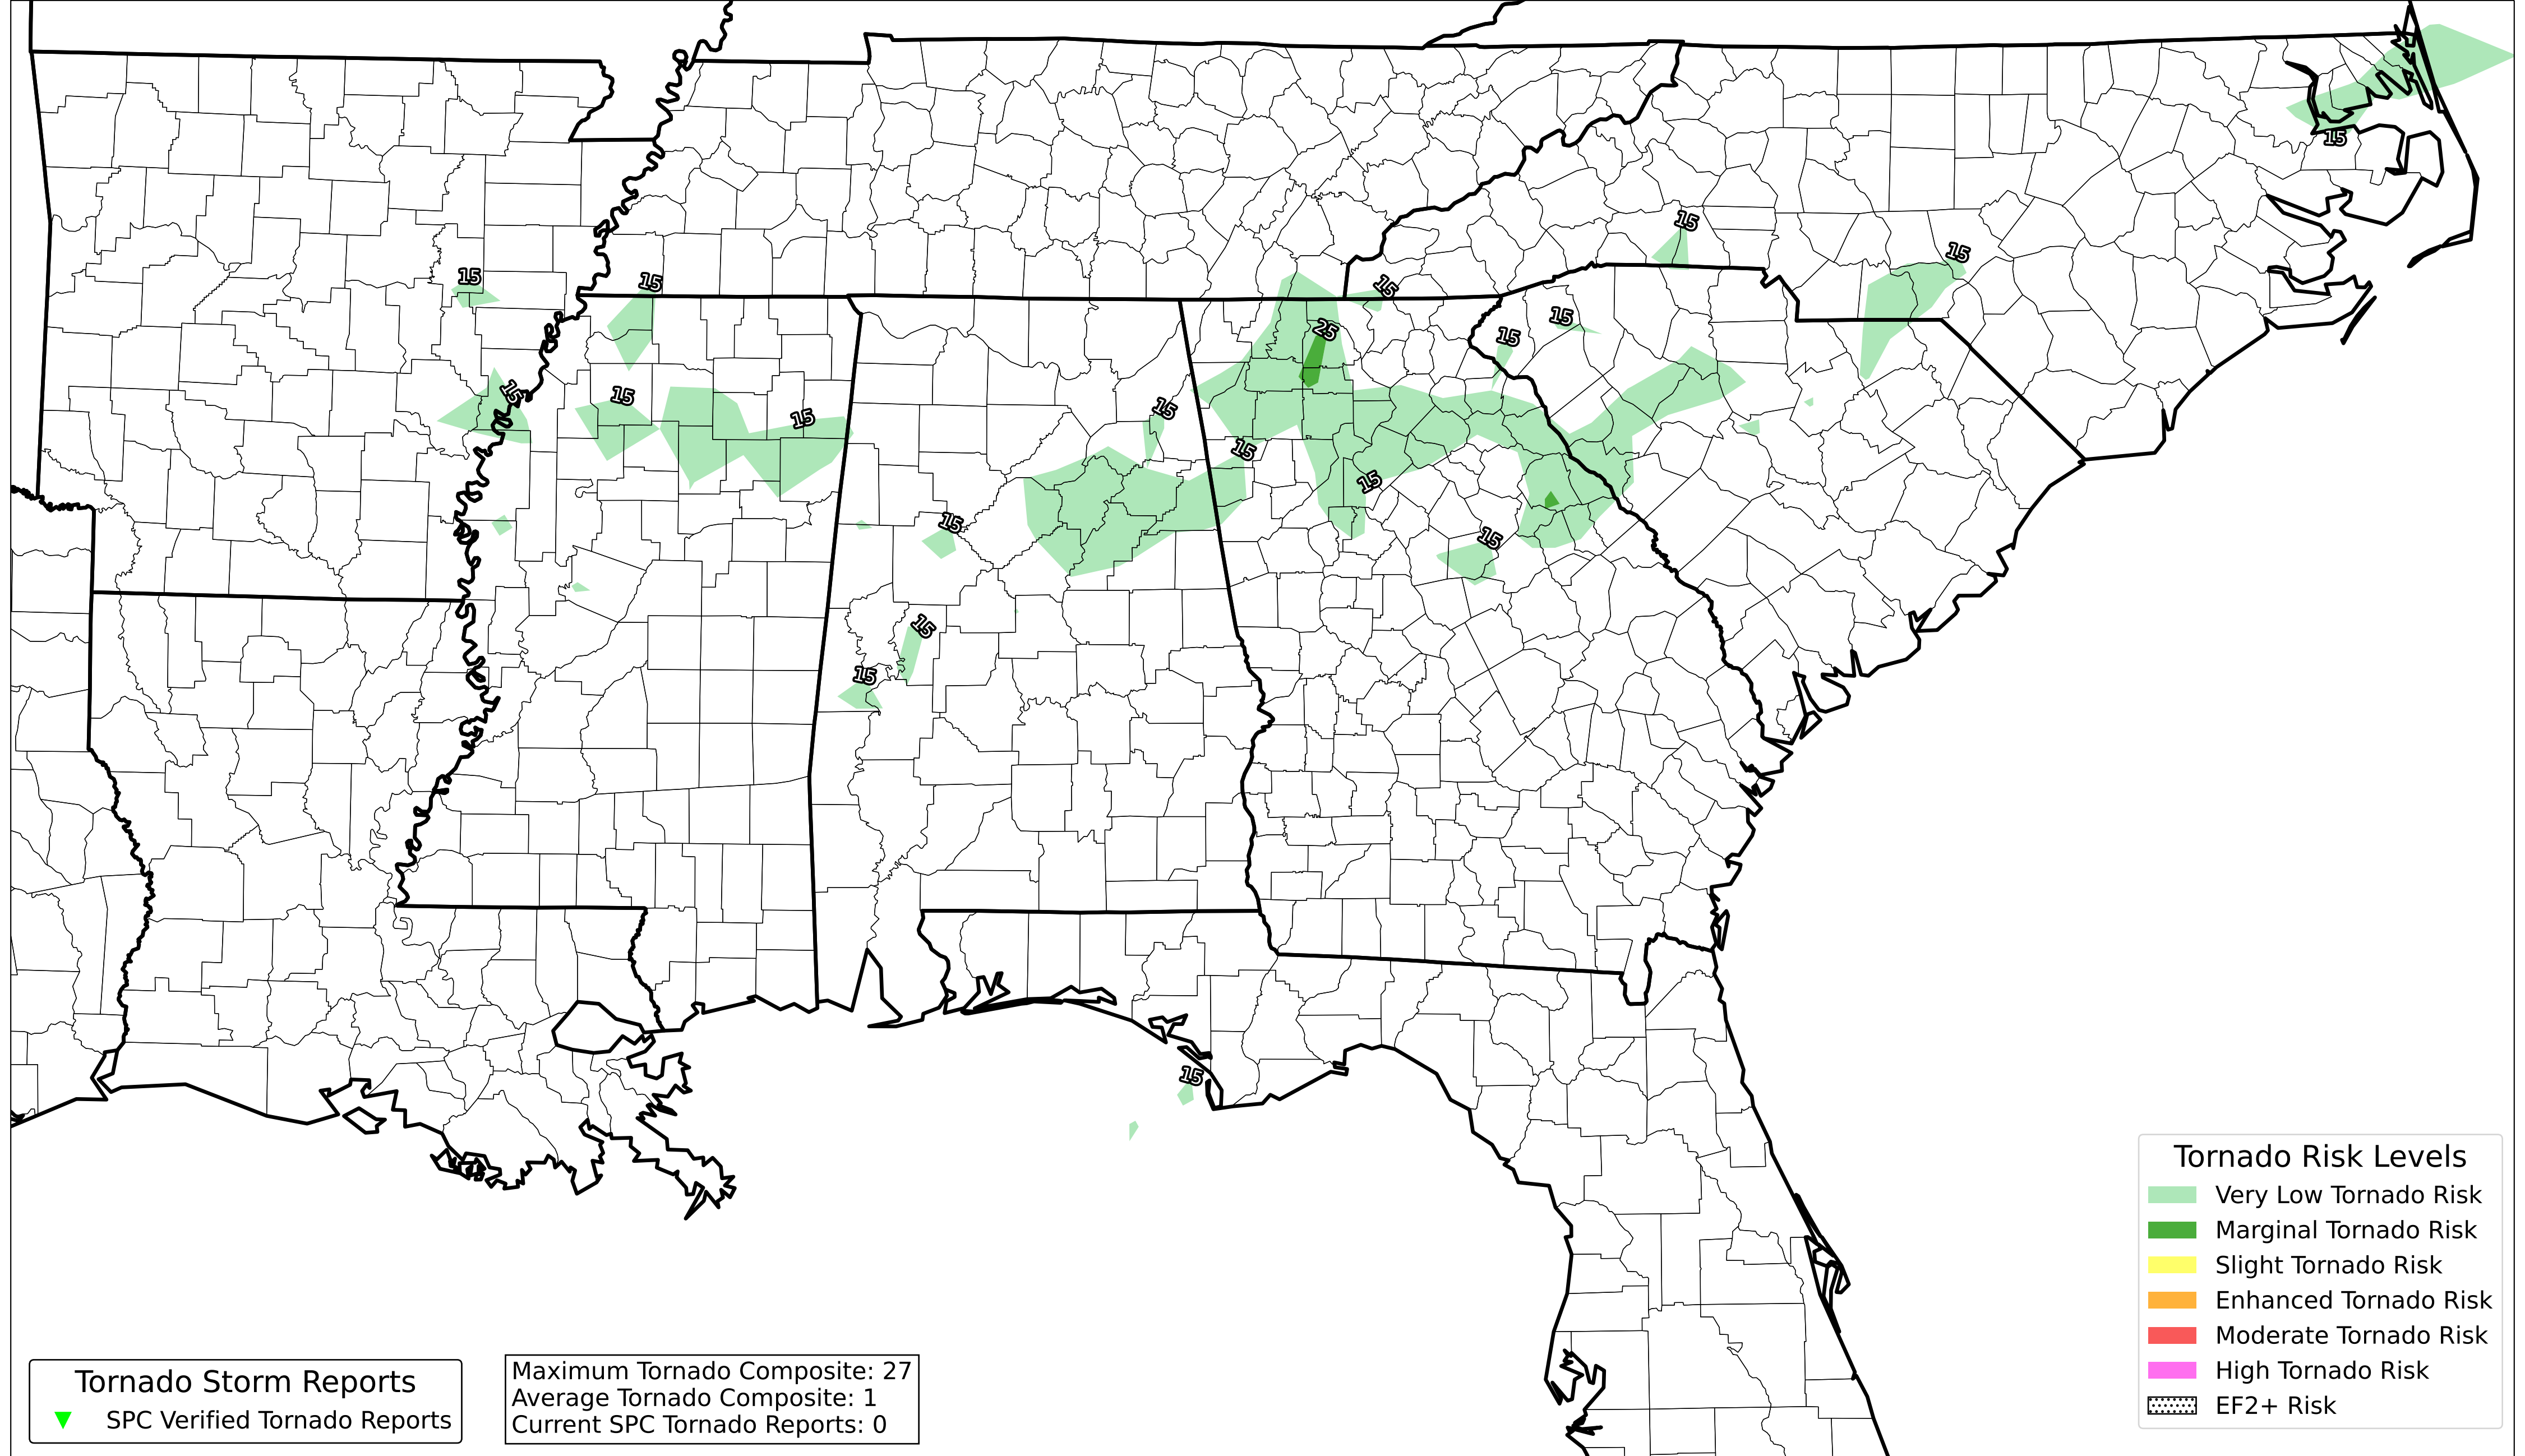 15
15
15
15
15
15
15
25
15
15
15
15
15
15
15
15
15
15
15
15
15
Tornado Risk Levels
Very Low Tornado Risk
Marginal Tornado Risk
Slight Tornado Risk
Enhanced Tornado Risk
Moderate Tornado Risk
High Tornado Risk
EF2+ Risk
Tornado Storm Reports
SPC Verified Tornado Reports
Maximum Tornado Composite: 27
Average Tornado Composite: 1
Current SPC Tornado Reports: 0